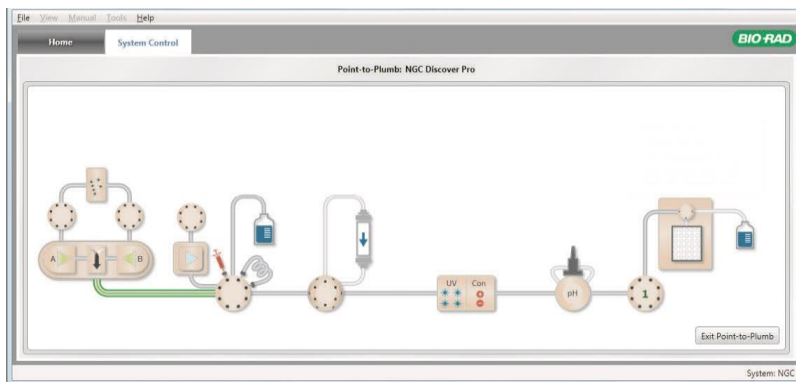 File View Manual Tools Help
Home System Control BIO-RAD
Point-to-Plumb: NGC Discover Pro
A B
UV Con
pH 1
Exit Point-to-Plumb
System: NGC